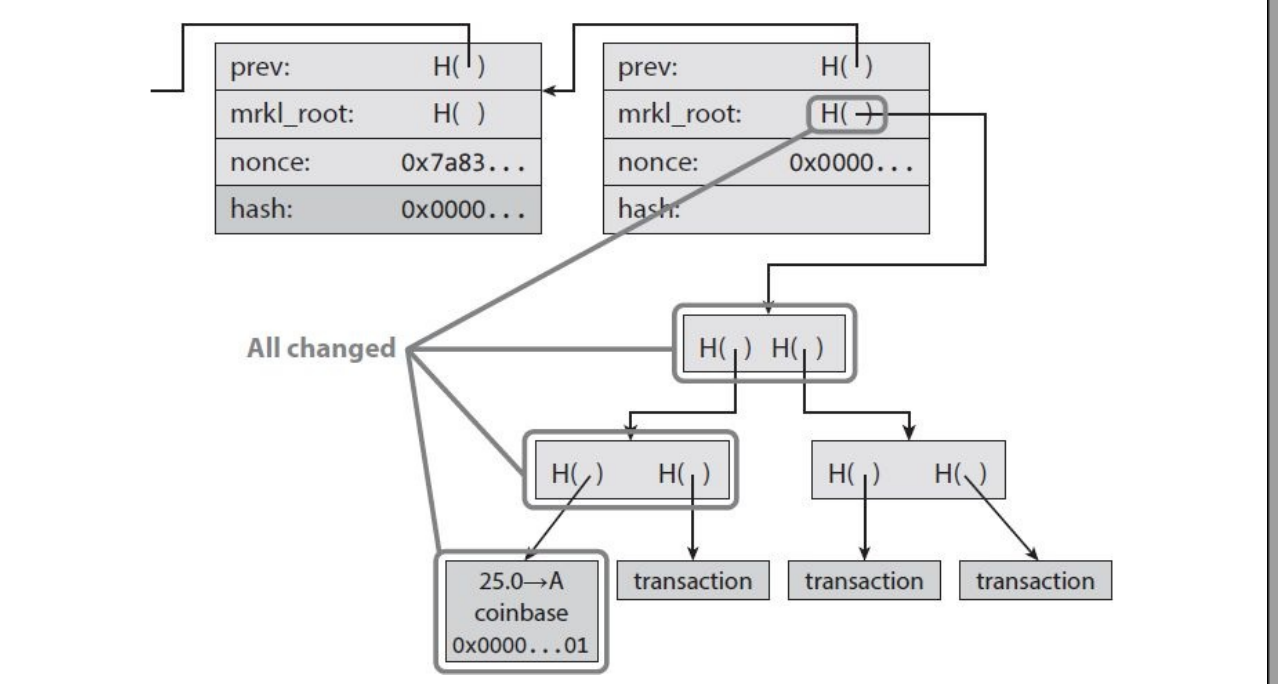 prev: H( )
mrkl_root: H( )
nonce: 0x7a83...
hash: 0x0000...
prev: H( )
mrkl_root: H( )
nonce: 0x0000...
hash:
All changed
H( ) H( )
H( ) H( )
H( ) H( )
25.0→A
coinbase
0x0000...01
transaction
transaction
transaction